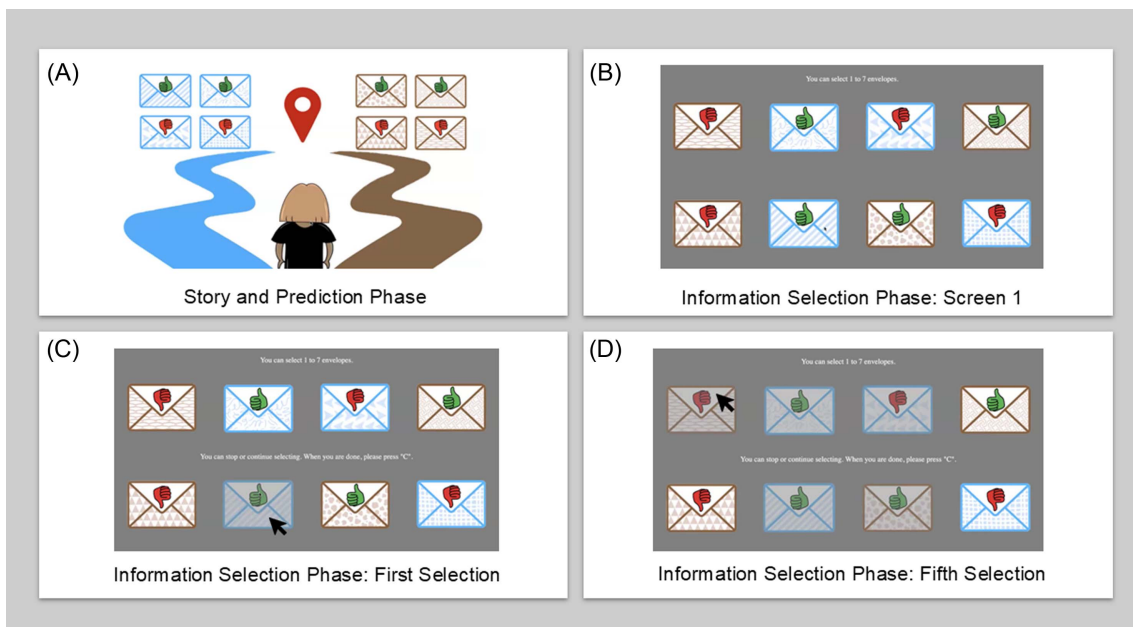 (A)
Story and Prediction Phase
(B)
You can select 1 to 7 envelopes.
Information Selection Phase: Screen 1
(C)
You can select 1 to 7 envelopes.
You can stop or continue selecting. When you are done, please press "C".
Information Selection Phase: First Selection
(D)
You can select 1 to 7 envelopes.
You can stop or continue selecting. When you are done, please press "C".
Information Selection Phase: Fifth Selection